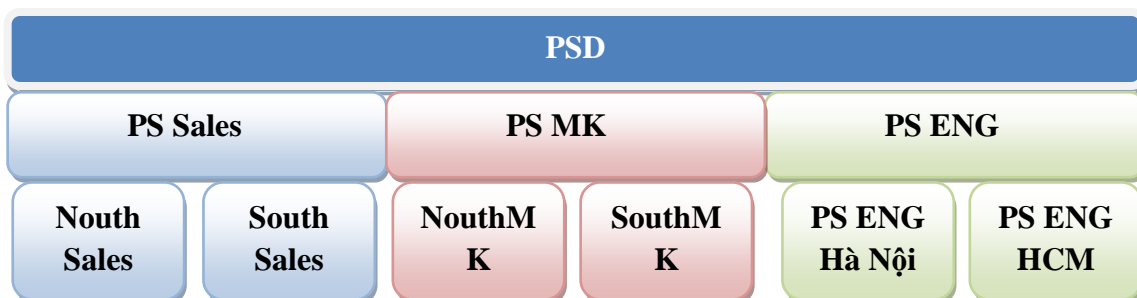 PSD
PS Sales
PS MK
PS ENG
Nouth
Sales
South
Sales
NouthM
K
SouthM
K
PS ENG
Hà Nội
PS ENG
HCM